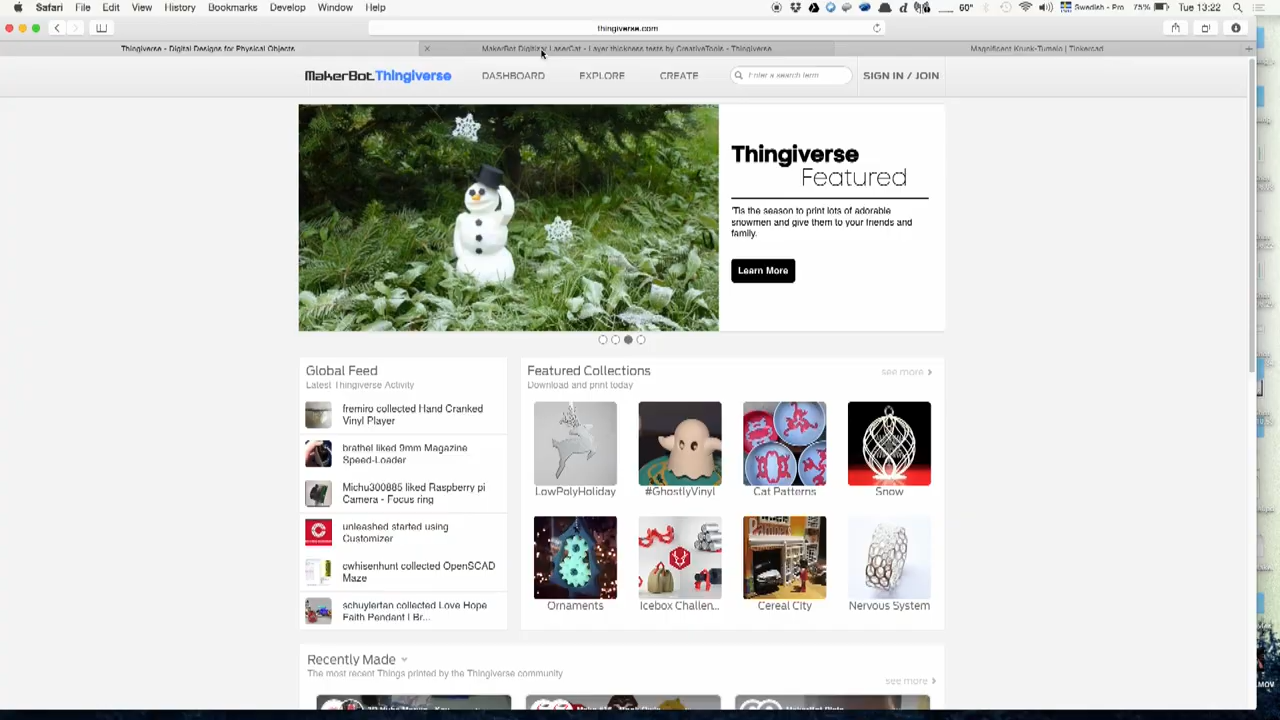 Safari File Edit View History Bookmarks Develop Window Help
60° Swedish - Pro 75% Tue 13:22
thingiverse.com
Thingiverse - Digital Designs for Physical Objects
MakerBot Digitizer LaserCat - Layer thickness tests by CreativeTools - Thingiverse
Magnificent Krunk-Tumelo | Tinkercad
MakerBot Thingiverse DASHBOARD EXPLORE CREATE Enter a search term SIGN IN / JOIN
Thingiverse
Featured
'Tis the season to print lots of adorable
snowmen and give them to your friends and
family.
Learn More
Global Feed
Latest Thingiverse Activity
fremiro collected Hand Cranked
Vinyl Player
brathel liked 9mm Magazine
Speed-Loader
Michu300885 liked Raspberry pi
Camera - Focus ring
unleashed started using
Customizer
cwhisenhunt collected OpenSCAD
Maze
schuylertan collected Love Hope
Faith Pendant | Br...
Featured Collections
see more
Download and print today
LowPolyHoliday
#GhostlyVinyl
Cat Patterns
Snow
Ornaments
Icebox Challen...
Cereal City
Nervous System
Recently Made
The most recent Things printed by the Thingiverse community
see more
.MOV